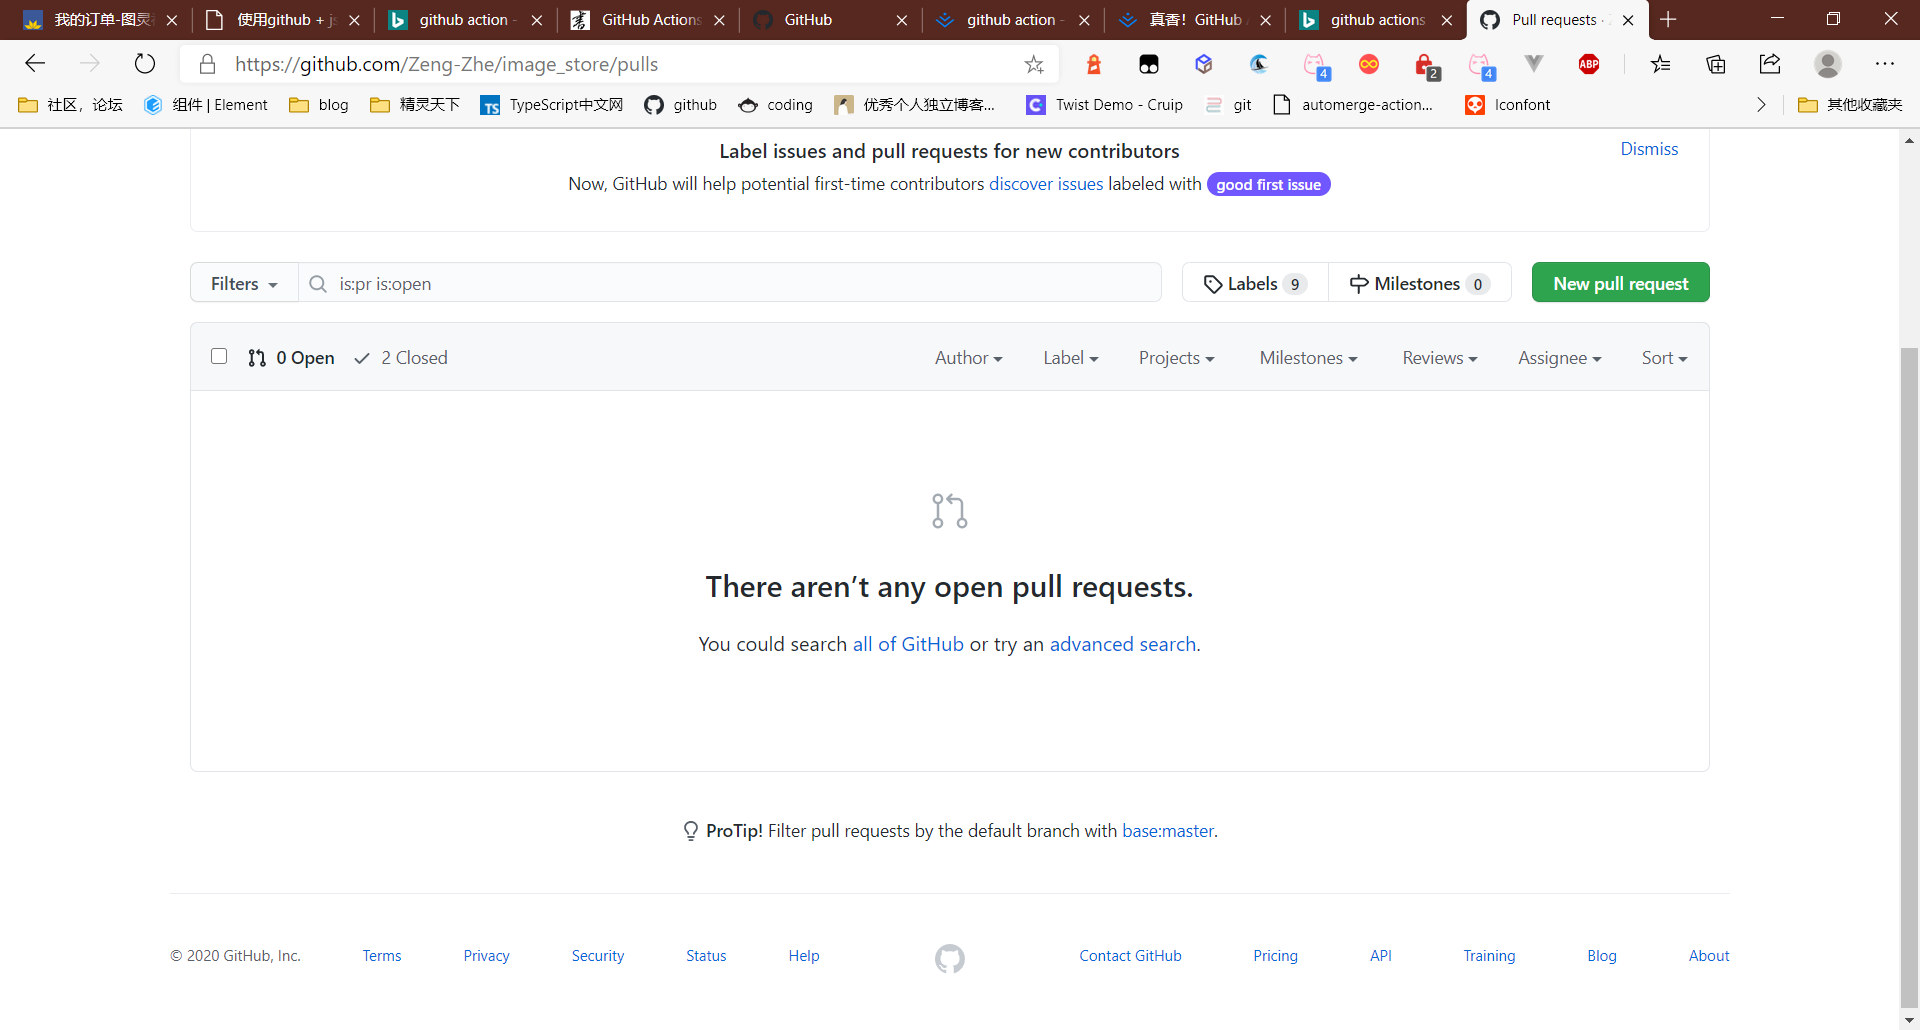 我的订单-图灵 使用github + js github action - GitHub Actions GitHub github action - 真香！GitHub A github actions Pull requests · Z
https://github.com/Zeng-Zhe/image_store/pulls 4 2 4 ABP
社区，论坛 组件 | Element blog 精灵天下 TS TypeScript中文网 github coding 优秀个人独立博客... Twist Demo - Cruip git automerge-action... Iconfont 其他收藏夹
Label issues and pull requests for new contributors Dismiss
Now, GitHub will help potential first-time contributors discover issues labeled with good first issue
Filters is:pr is:open Labels 9 Milestones 0 New pull request
0 Open 2 Closed Author Label Projects Milestones Reviews Assignee Sort
There aren’t any open pull requests.
You could search all of GitHub or try an advanced search.
ProTip! Filter pull requests by the default branch with base:master.
© 2020 GitHub, Inc. Terms Privacy Security Status Help Contact GitHub Pricing API Training Blog About